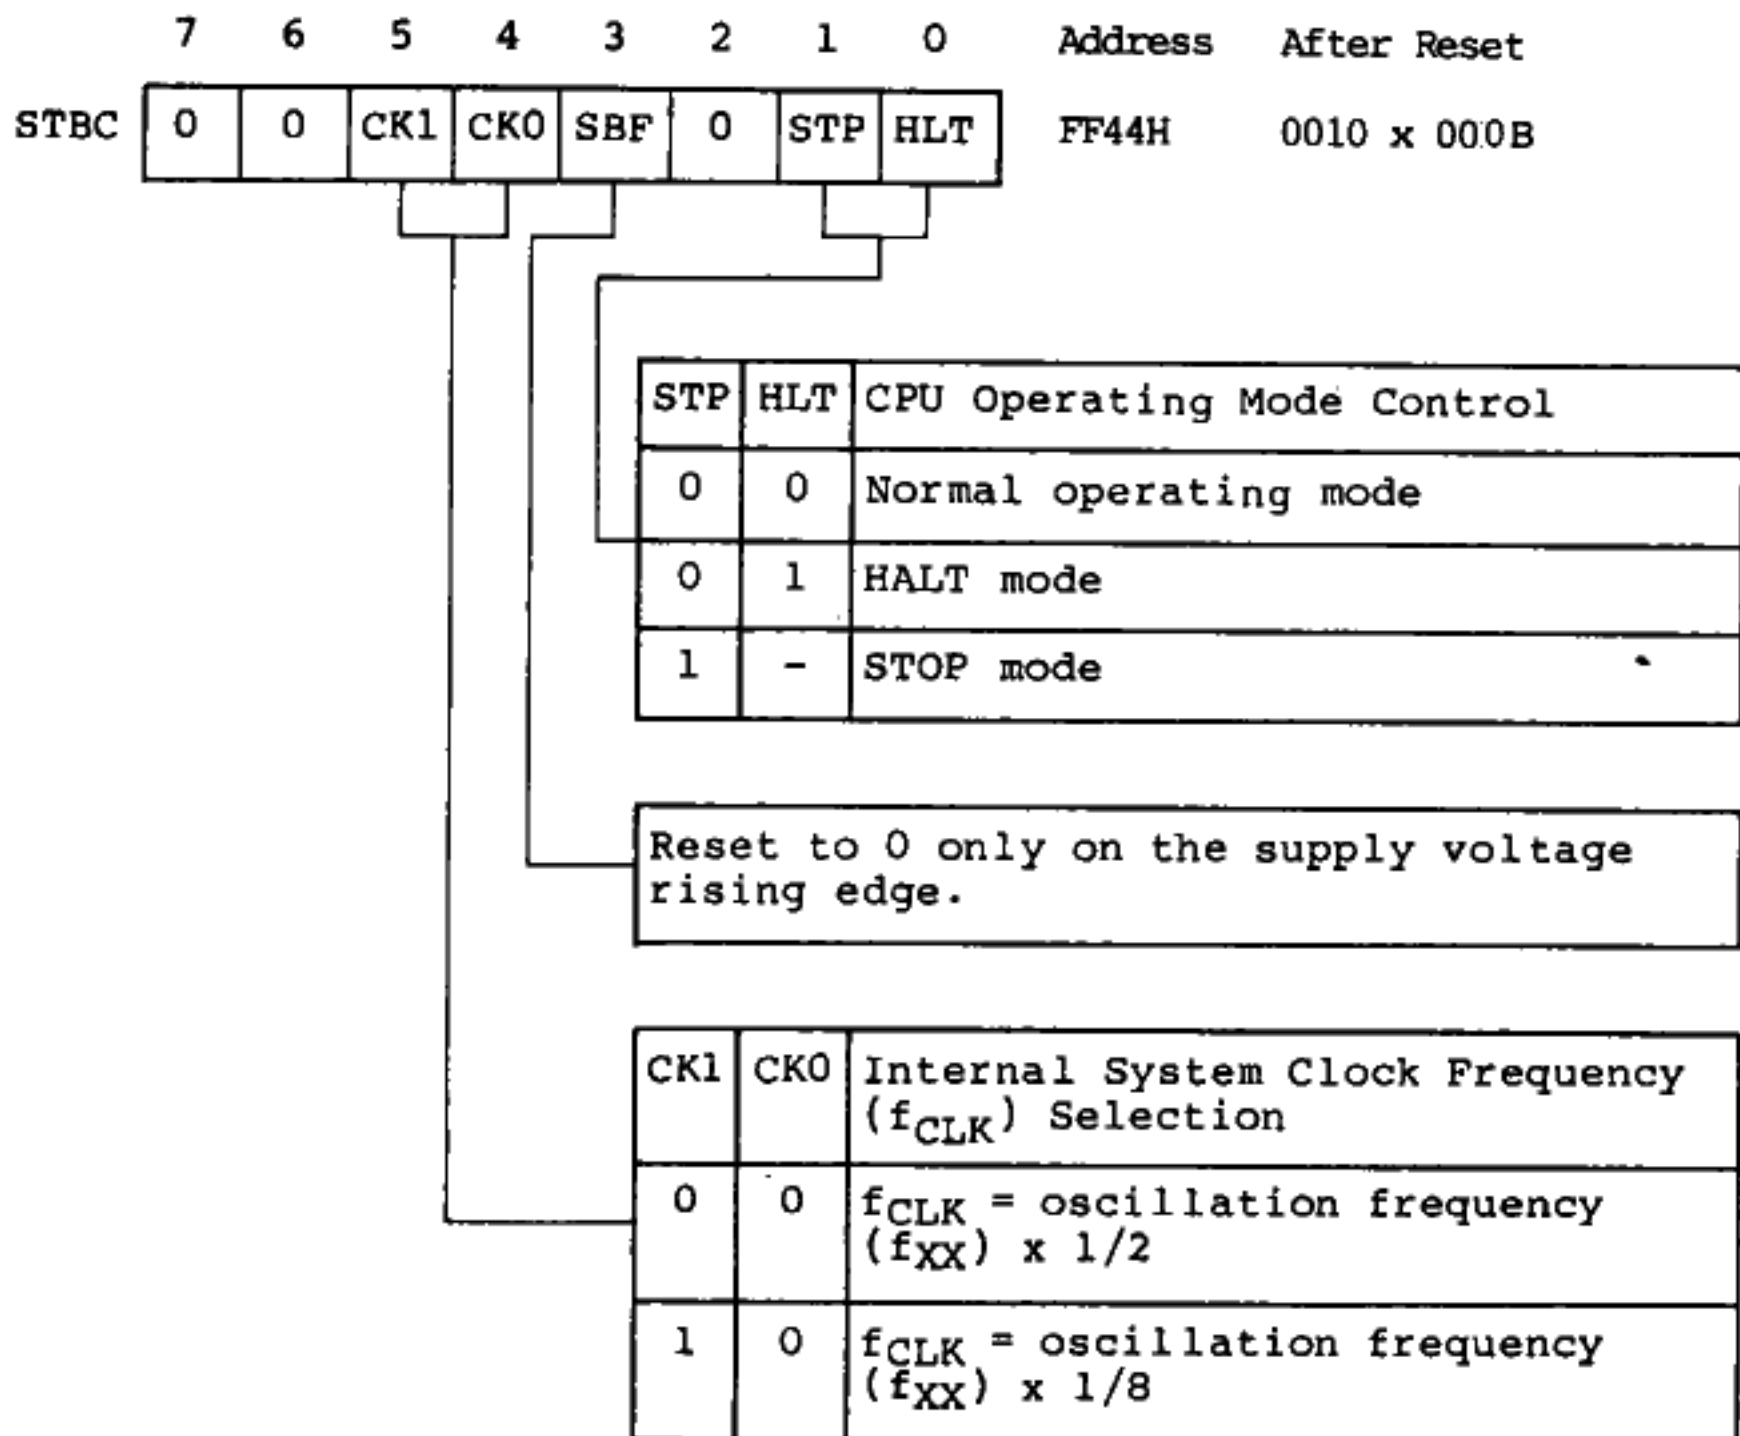 7 6 5 4 3 2 1 0 Address After Reset
STBC 0 0 CK1 CK0 SBF 0 STP HLT FF44H 0010 x 000B
STP HLT CPU Operating Mode Control
0 0 Normal operating mode
0 1 HALT mode
1 - STOP mode
Reset to 0 only on the supply voltage
rising edge.
CK1 CK0 Internal System Clock Frequency
(fCLK) Selection
0 0 fCLK = oscillation frequency
(fXX) x 1/2
1 0 fCLK = oscillation frequency
(fXX) x 1/8